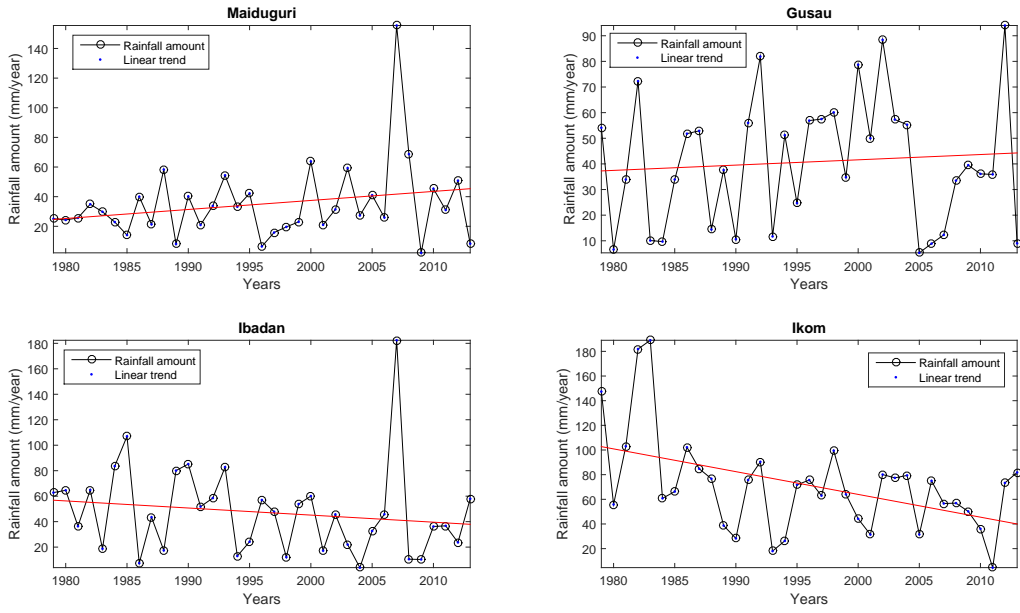 Maiduguri
Rainfall amount (mm/year)
140
120
100
80
60
40
20
Rainfall amount
Linear trend
1980 1985 1990 1995 2000 2005 2010
Years
Gusau
Rainfall amount (mm/year)
90
80
70
60
50
40
30
20
10
Rainfall amount
Linear trend
1980 1985 1990 1995 2000 2005 2010
Years
Ibadan
Rainfall amount (mm/year)
180
160
140
120
100
80
60
40
20
Rainfall amount
Linear trend
1980 1985 1990 1995 2000 2005 2010
Years
Ikom
Rainfall amount (mm/year)
180
160
140
120
100
80
60
40
20
Rainfall amount
Linear trend
1980 1985 1990 1995 2000 2005 2010
Years